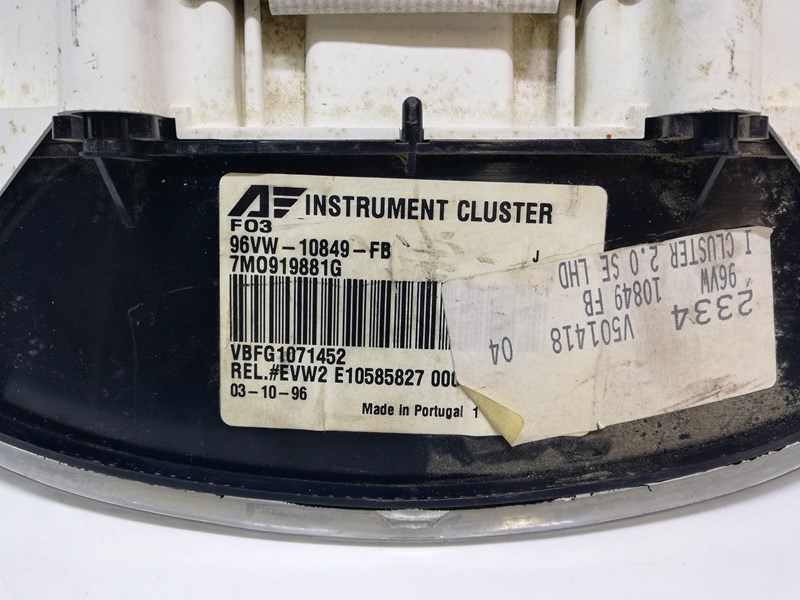 AF INSTRUMENT CLUSTER
F03
96VW-10849-FB
J
7M0919881G
VBFG1071452
REL.#EVW2 E10585827 000
03-10-96
Made in Portugal 1
2334 V501418 04
96VW 10849 FB
I CLUSTER 2.0 SE LHD